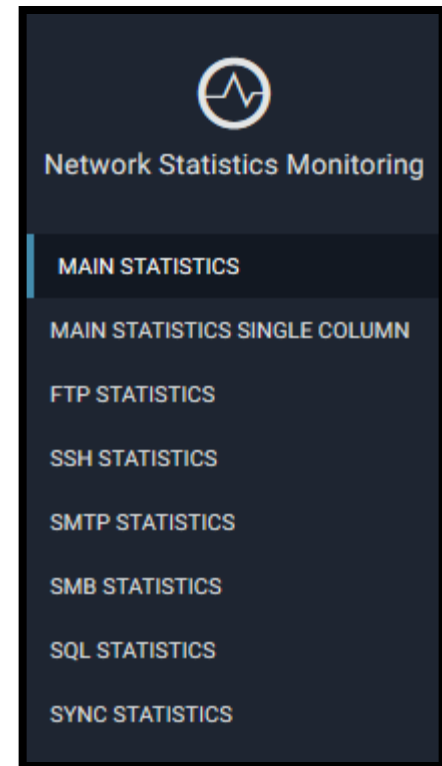 Network Statistics Monitoring
MAIN STATISTICS
MAIN STATISTICS SINGLE COLUMN
FTP STATISTICS
SSH STATISTICS
SMTP STATISTICS
SMB STATISTICS
SQL STATISTICS
SYNC STATISTICS